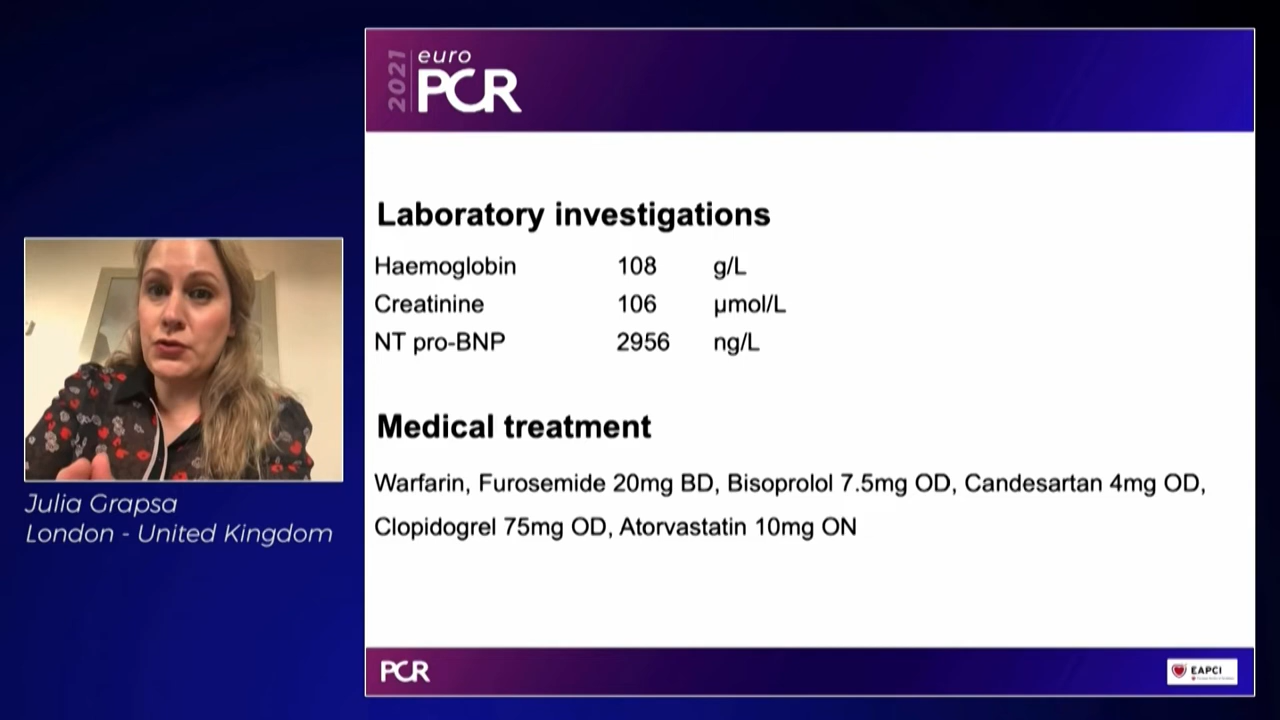 2021
euro
PCR
Laboratory investigations
Haemoglobin 108 g/L
Creatinine 106 µmol/L
NT pro-BNP 2956 ng/L
Medical treatment
Warfarin, Furosemide 20mg BD, Bisoprolol 7.5mg OD, Candesartan 4mg OD,
Clopidogrel 75mg OD, Atorvastatin 10mg ON
Julia Grapsa
London - United Kingdom
PCR
EAPCI